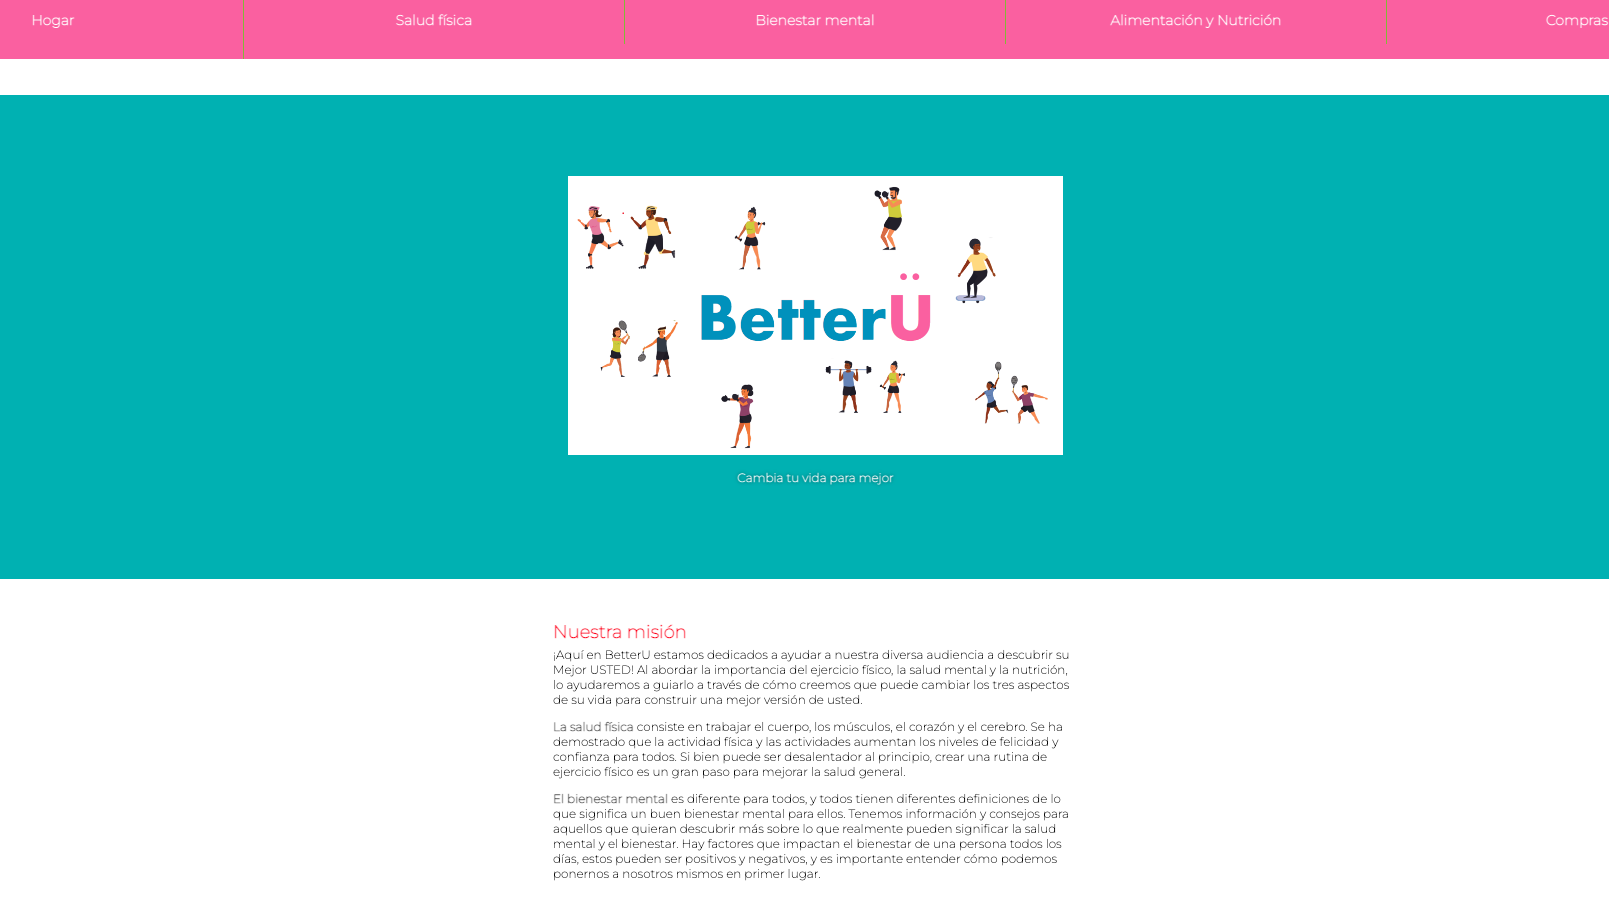 Hogar
Salud física
Bienestar mental
Alimentación y Nutrición
Compras
BetterÜ
Cambia tu vida para mejor
Nuestra misión
¡Aquí en BetterU estamos dedicados a ayudar a nuestra diversa audiencia a descubrir su
Mejor USTED! Al abordar la importancia del ejercicio físico, la salud mental y la nutrición,
lo ayudaremos a guiarlo a través de cómo creemos que puede cambiar los tres aspectos
de su vida para construir una mejor versión de usted.
La salud física consiste en trabajar el cuerpo, los músculos, el corazón y el cerebro. Se ha
demostrado que la actividad física y las actividades aumentan los niveles de felicidad y
confianza para todos. Si bien puede ser desalentador al principio, crear una rutina de
ejercicio físico es un gran paso para mejorar la salud general.
El bienestar mental es diferente para todos, y todos tienen diferentes definiciones de lo
que significa un buen bienestar mental para ellos. Tenemos información y consejos para
aquellos que quieran descubrir más sobre lo que realmente pueden significar la salud
mental y el bienestar. Hay factores que impactan el bienestar de una persona todos los
días, estos pueden ser positivos y negativos, y es importante entender cómo podemos
ponernos a nosotros mismos en primer lugar.